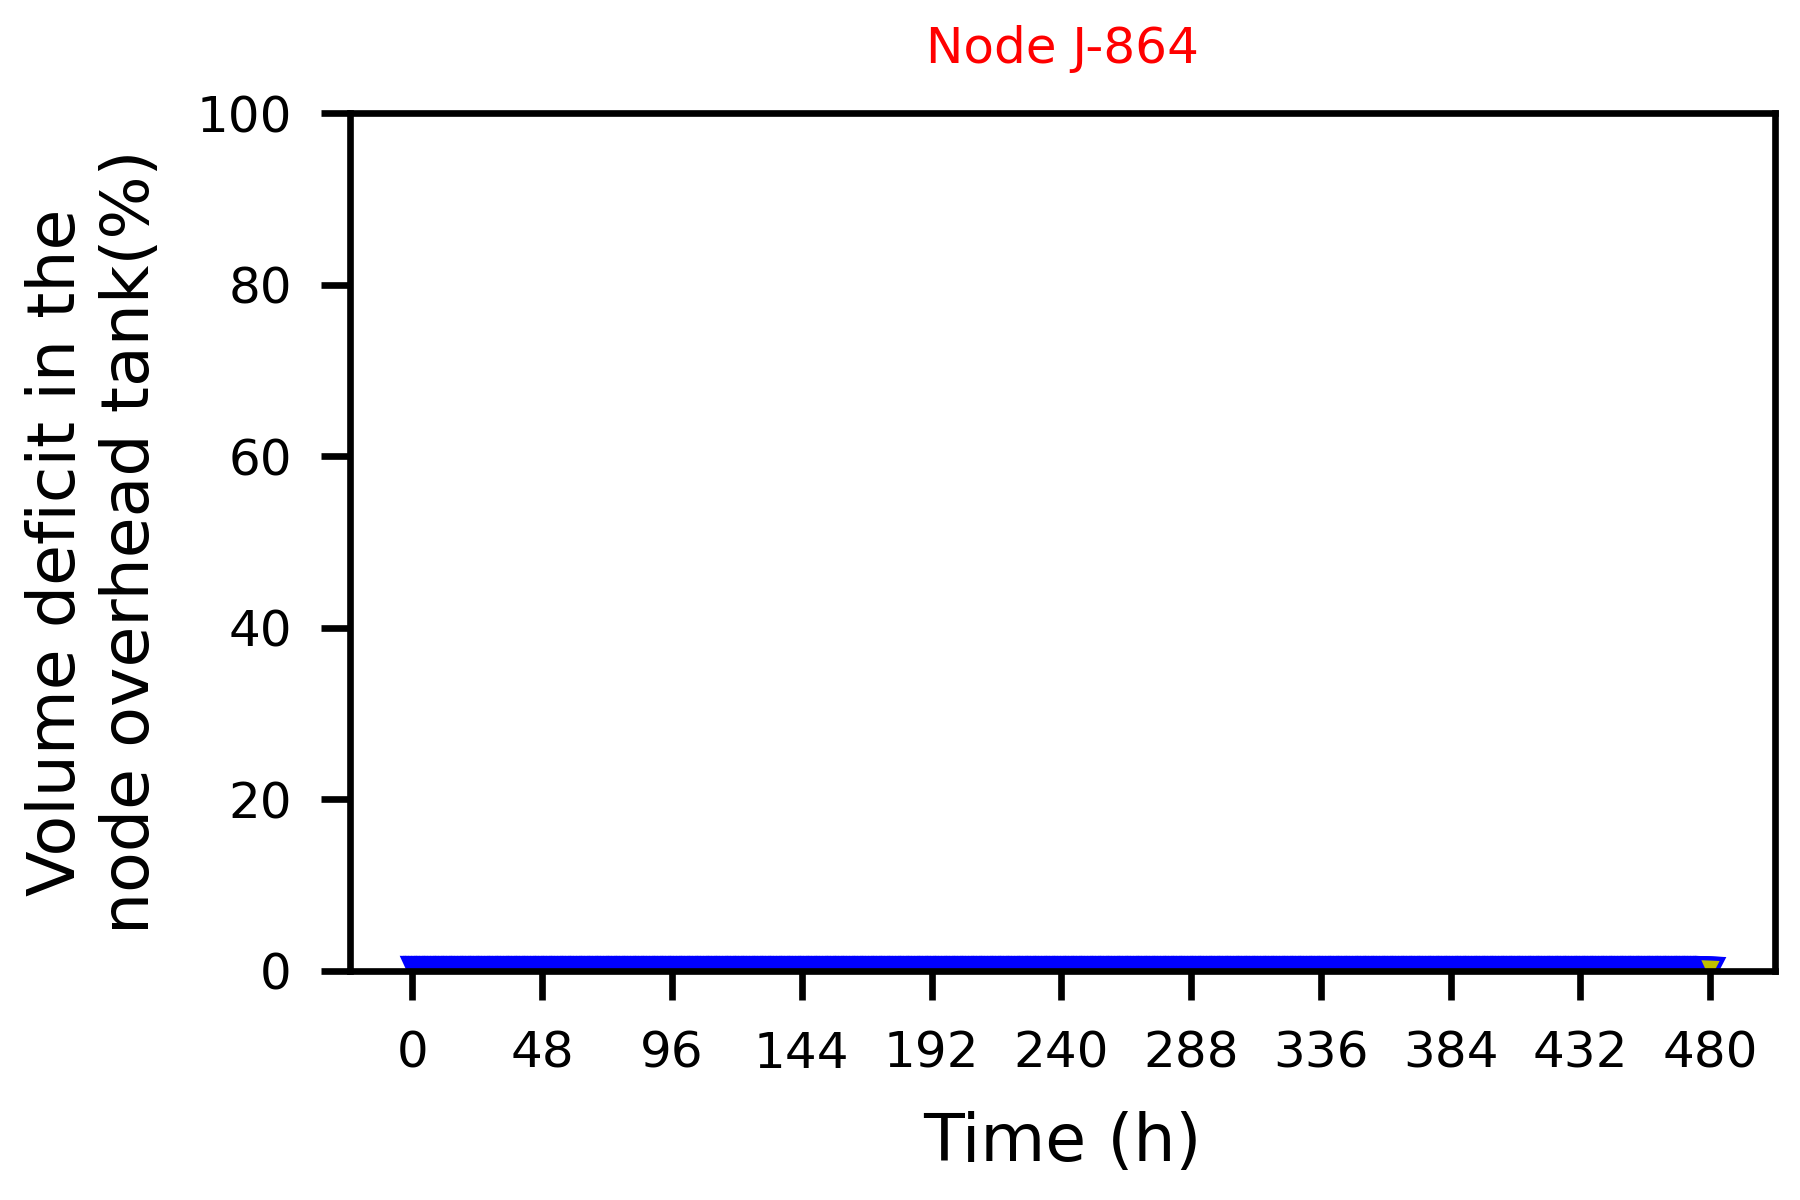 Node J-864
100
80
60
40
20
0
Volume deficit in the
node overhead tank(%)
0 48 96 144 192 240 288 336 384 432 480
Time (h)